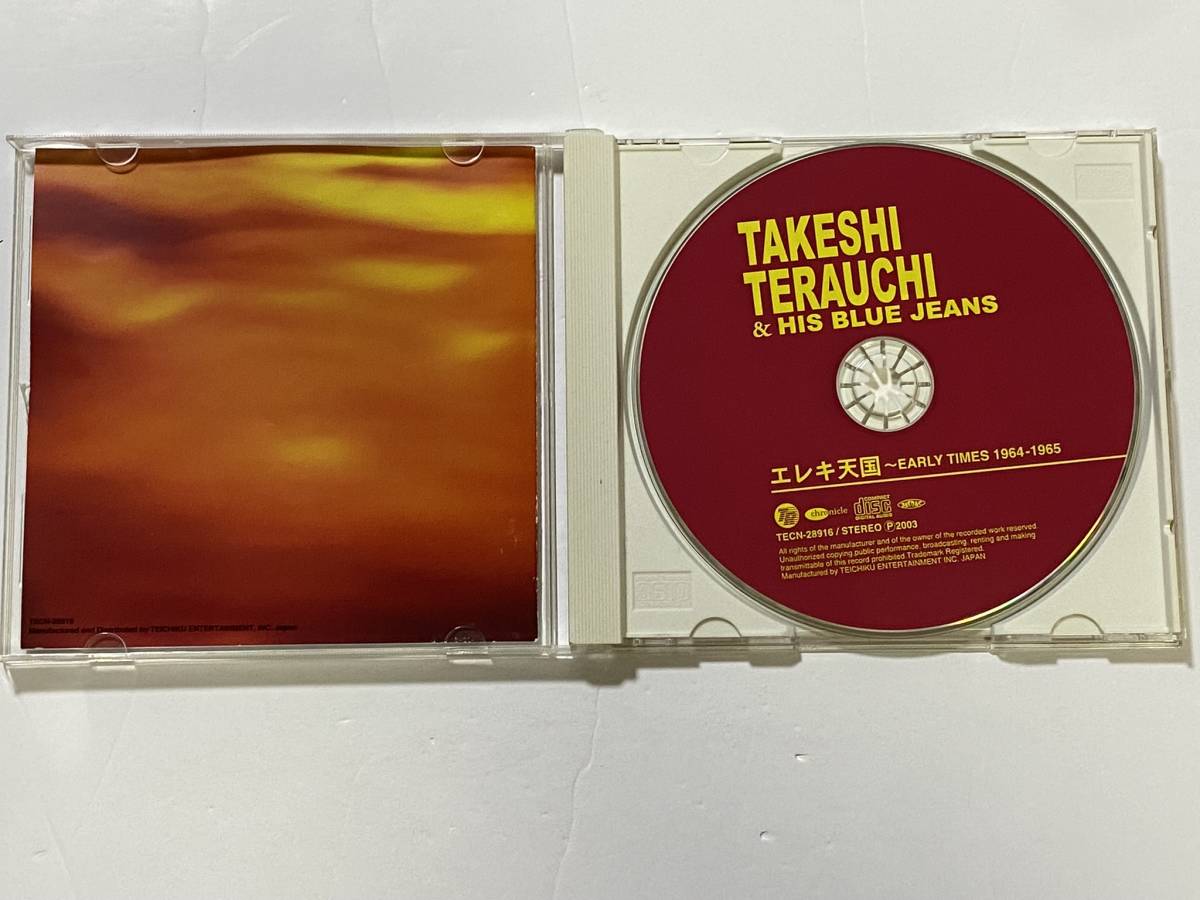 TECN-28916
Manufactured and Distributed by TEICHIKU ENTERTAINMENT, INC. Japan
TAKESHI
TERAUCHI
& HIS BLUE JEANS
エレキ天国 ~EARLY TIMES 1964-1965
chronicle COMPACT disc DIGITAL AUDIO
TECN-28916 / STEREO Ⓟ2003
All rights of the manufacturer and of the owner of the recorded work reserved.
Unauthorized copying,public performance, broadcasting, renting and making
transmittable of this record prohibited.Trademark Registered.
Manufactured by TEICHIKU ENTERTAINMENT INC. JAPAN